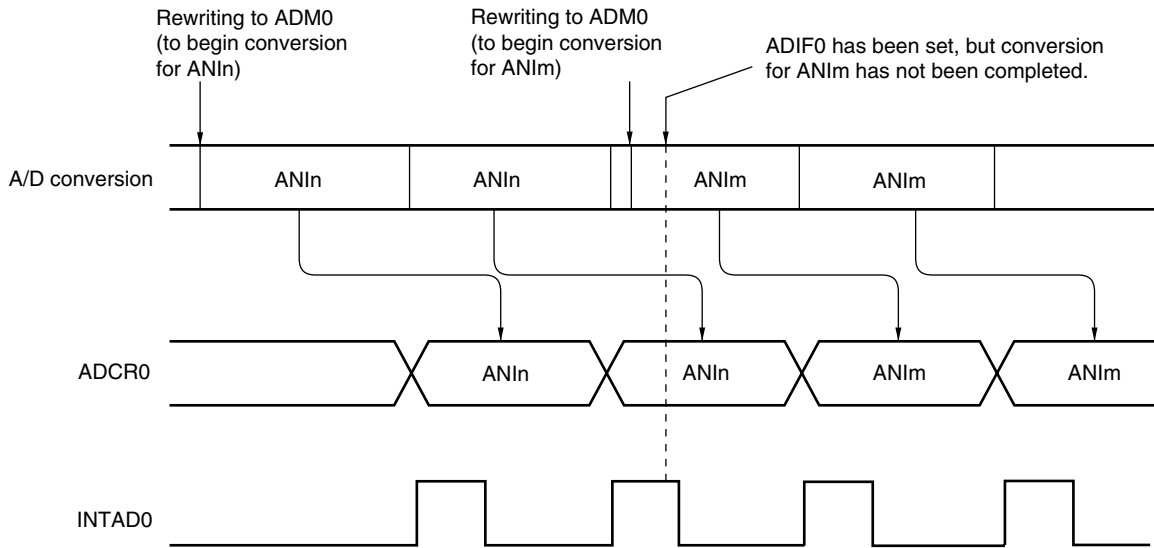 Rewriting to ADM0
(to begin conversion
for ANIn)
Rewriting to ADM0
(to begin conversion
for ANIm)
ADIF0 has been set, but conversion
for ANIm has not been completed.
A/D conversion
ANIn
ANIn
ANIm
ANIm
ADCR0
ANIn
ANIn
ANIm
ANIm
INTAD0